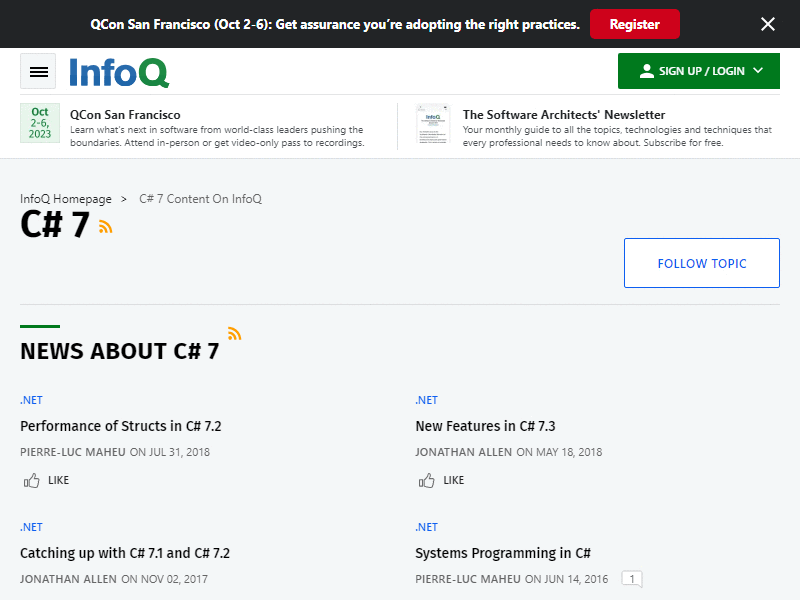 QCon San Francisco (Oct 2-6): Get assurance you're adopting the right practices.
Register
InfoQ
SIGN UP / LOGIN
Oct
2-6,
2023
QCon San Francisco
Learn what's next in software from world-class leaders pushing the
boundaries. Attend in-person or get video-only pass to recordings.
The Software Architects' Newsletter
Your monthly guide to all the topics, technologies and techniques that
every professional needs to know about. Subscribe for free.
InfoQ Homepage > C# 7 Content On InfoQ
C# 7
FOLLOW TOPIC
NEWS ABOUT C# 7
.NET
Performance of Structs in C# 7.2
PIERRE-LUC MAHEU ON JUL 31, 2018
LIKE
.NET
New Features in C# 7.3
JONATHAN ALLEN ON MAY 18, 2018
LIKE
.NET
Catching up with C# 7.1 and C# 7.2
JONATHAN ALLEN ON NOV 02, 2017
.NET
Systems Programming in C#
PIERRE-LUC MAHEU ON JUN 14, 2016 1